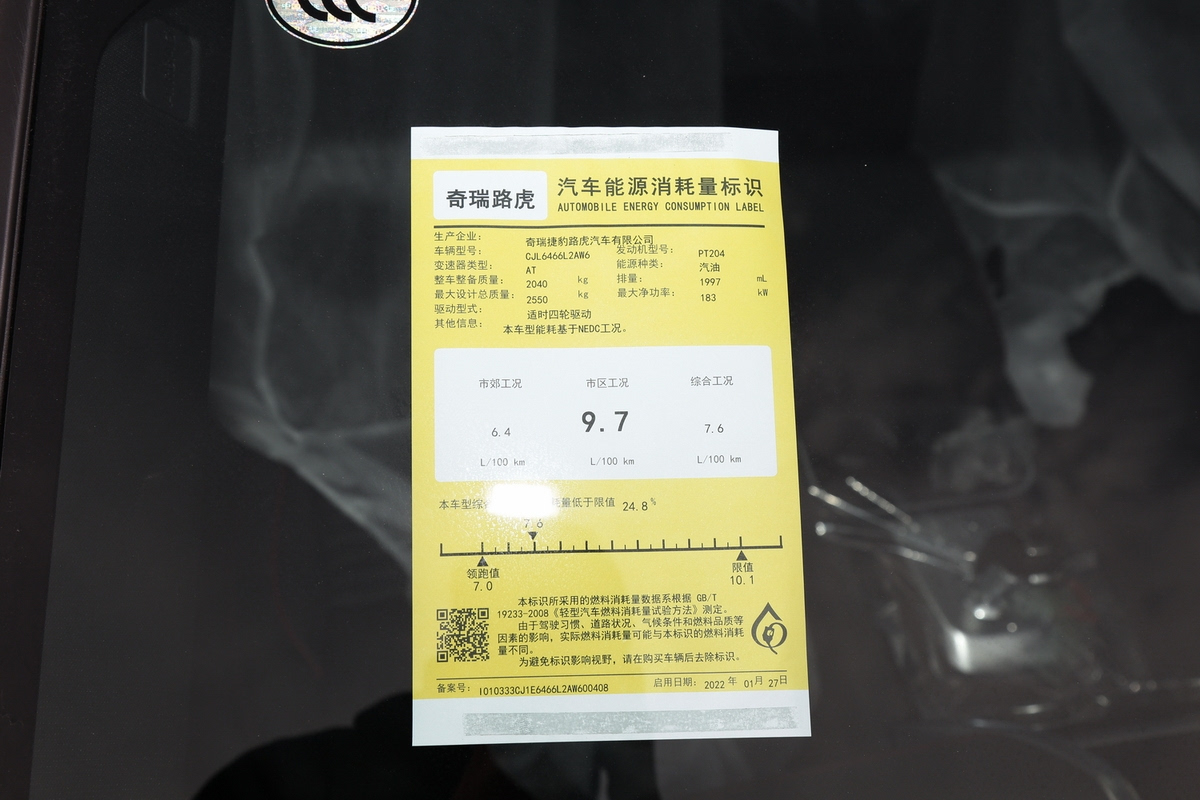 奇瑞路虎
汽车能源消耗量标识
AUTOMOBILE ENERGY CONSUMPTION LABEL
生产企业: 奇瑞捷豹路虎汽车有限公司
车辆型号: CJL6466L2AW6 发动机型号: PT204
变速器类型: AT 能源种类: 汽油
整车整备质量: 2040 kg 排量: 1997 mL
最大设计总质量: 2550 kg 最大净功率: 183 kW
驱动型式: 适时四轮驱动
其他信息: 本车型能耗基于NEDC工况。
市郊工况 市区工况 综合工况
6.4 9.7 7.6
L/100 km L/100 km L/100 km
本车型综 量低于限值 24.8%
7.6
领跑值 限值
7.0 10.1
本标识所采用的燃料消耗量数据系根据 GB/T
19233-2008《轻型汽车燃料消耗量试验方法》测定。
由于驾驶习惯、道路状况、气候条件和燃料品质等
因素的影响,实际燃料消耗量可能与本标识的燃料消耗
量不同。
为避免标识影响视野,请在购买车辆后去除标识。
备案号: I010333CJ1E6466L2AW600408 启用日期: 2022 年 01月 27日